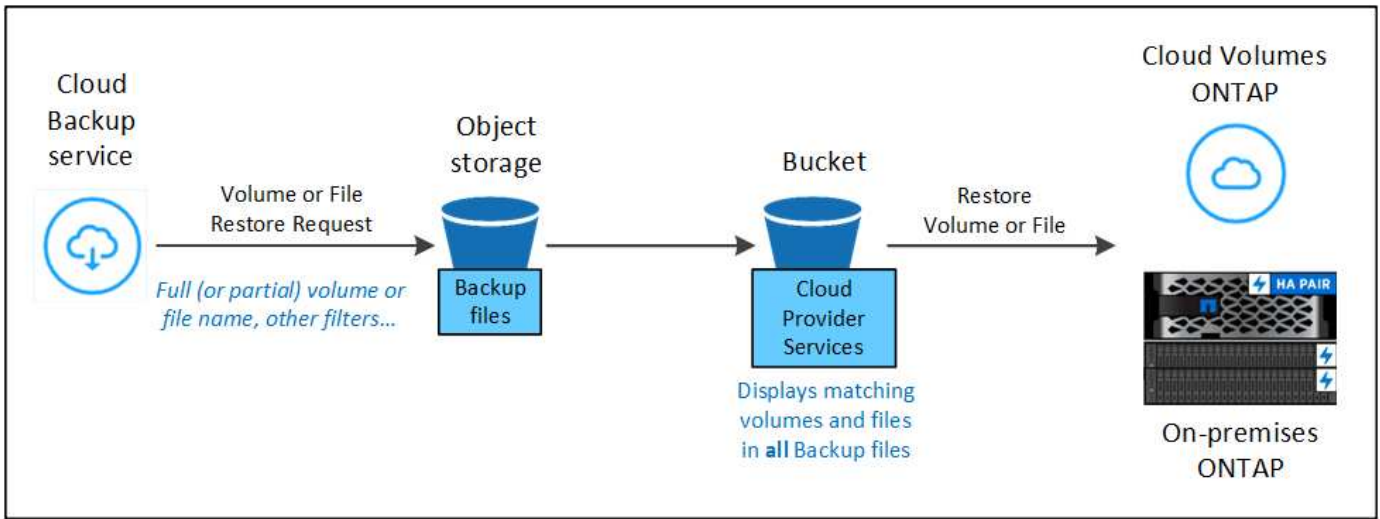 Cloud
Backup
service
Volume or File
Restore Request
Full (or partial) volume or
file name, other filters...
Object
storage
Backup
files
Bucket
Cloud
Provider
Services
Displays matching
volumes and files
in all Backup files
Restore
Volume or File
Cloud Volumes
ONTAP
HA PAIR
On-premises
ONTAP